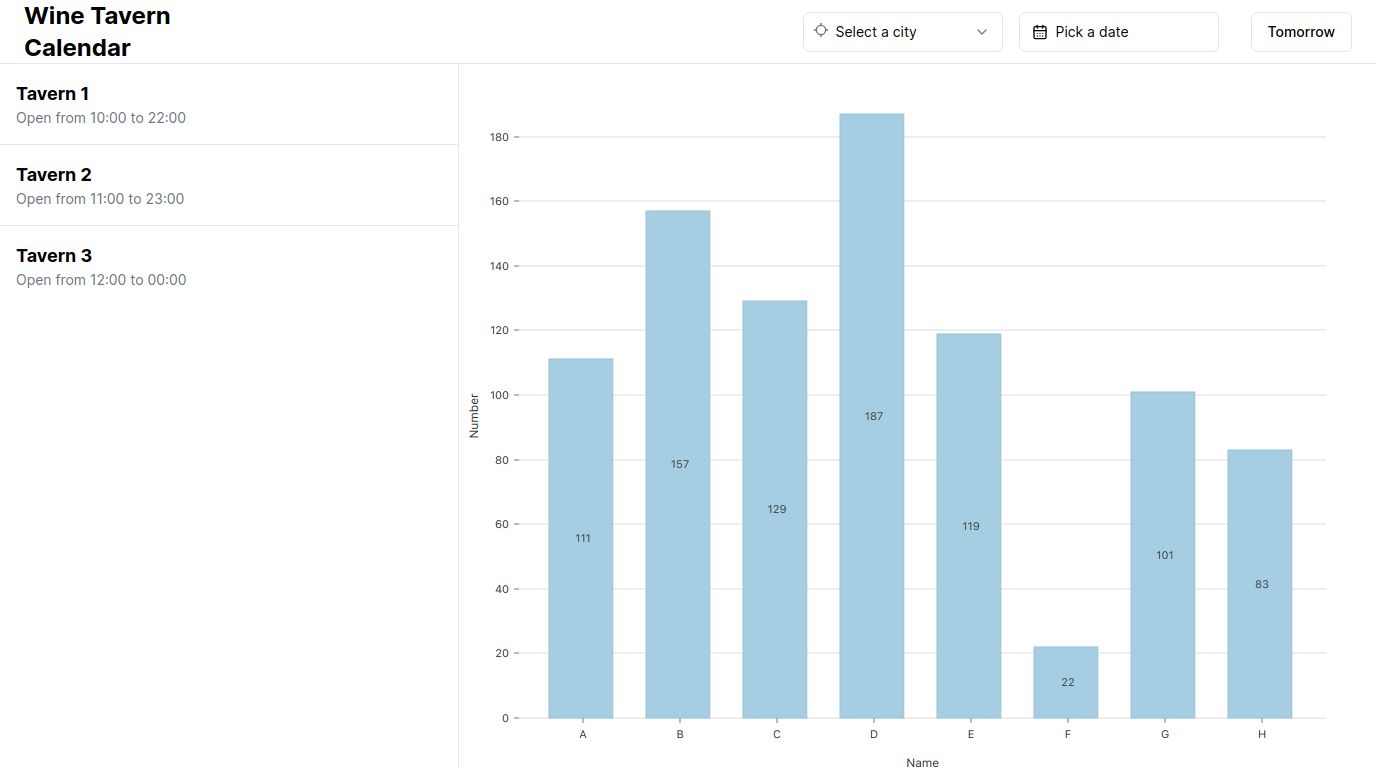 Wine Tavern
Calendar
Select a city
Pick a date
Tomorrow
Tavern 1
Open from 10:00 to 22:00
Tavern 2
Open from 11:00 to 23:00
Tavern 3
Open from 12:00 to 00:00
Number
180
160
140
120
100
80
60
40
20
0
111
157
129
187
119
22
101
83
A B C D E F G H
Name